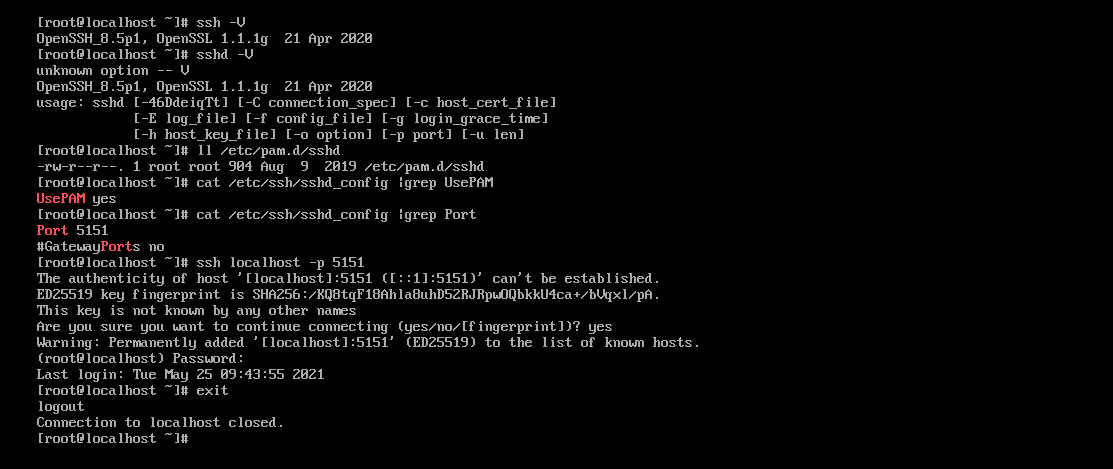 [root@localhost ~]# ssh -V
OpenSSH_8.5p1, OpenSSL 1.1.1g  21 Apr 2020
[root@localhost ~]# sshd -V
unknown option -- V
OpenSSH_8.5p1, OpenSSL 1.1.1g  21 Apr 2020
usage: sshd [-46DdeiqTt] [-C connection_spec] [-c host_cert_file]
            [-E log_file] [-f config_file] [-g login_grace_time]
            [-h host_key_file] [-o option] [-p port] [-u len]
[root@localhost ~]# ll /etc/pam.d/sshd
-rw-r--r--. 1 root root 904 Aug  9  2019 /etc/pam.d/sshd
[root@localhost ~]# cat /etc/ssh/sshd_config |grep UsePAM
UsePAM yes
[root@localhost ~]# cat /etc/ssh/sshd_config |grep Port
Port 5151
#GatewayPorts no
[root@localhost ~]# ssh localhost -p 5151
The authenticity of host '[localhost]:5151 ([::1]:5151)' can't be established.
ED25519 key fingerprint is SHA256:/KQ8tqF18Ahla8uhD52RJRpwOQbkkU4ca+/bVqxl/pA.
This key is not known by any other names
Are you sure you want to continue connecting (yes/no/[fingerprint])? yes
Warning: Permanently added '[localhost]:5151' (ED25519) to the list of known hosts.
(root@localhost) Password:
Last login: Tue May 25 09:43:55 2021
[root@localhost ~]# exit
logout
Connection to localhost closed.
[root@localhost ~]#